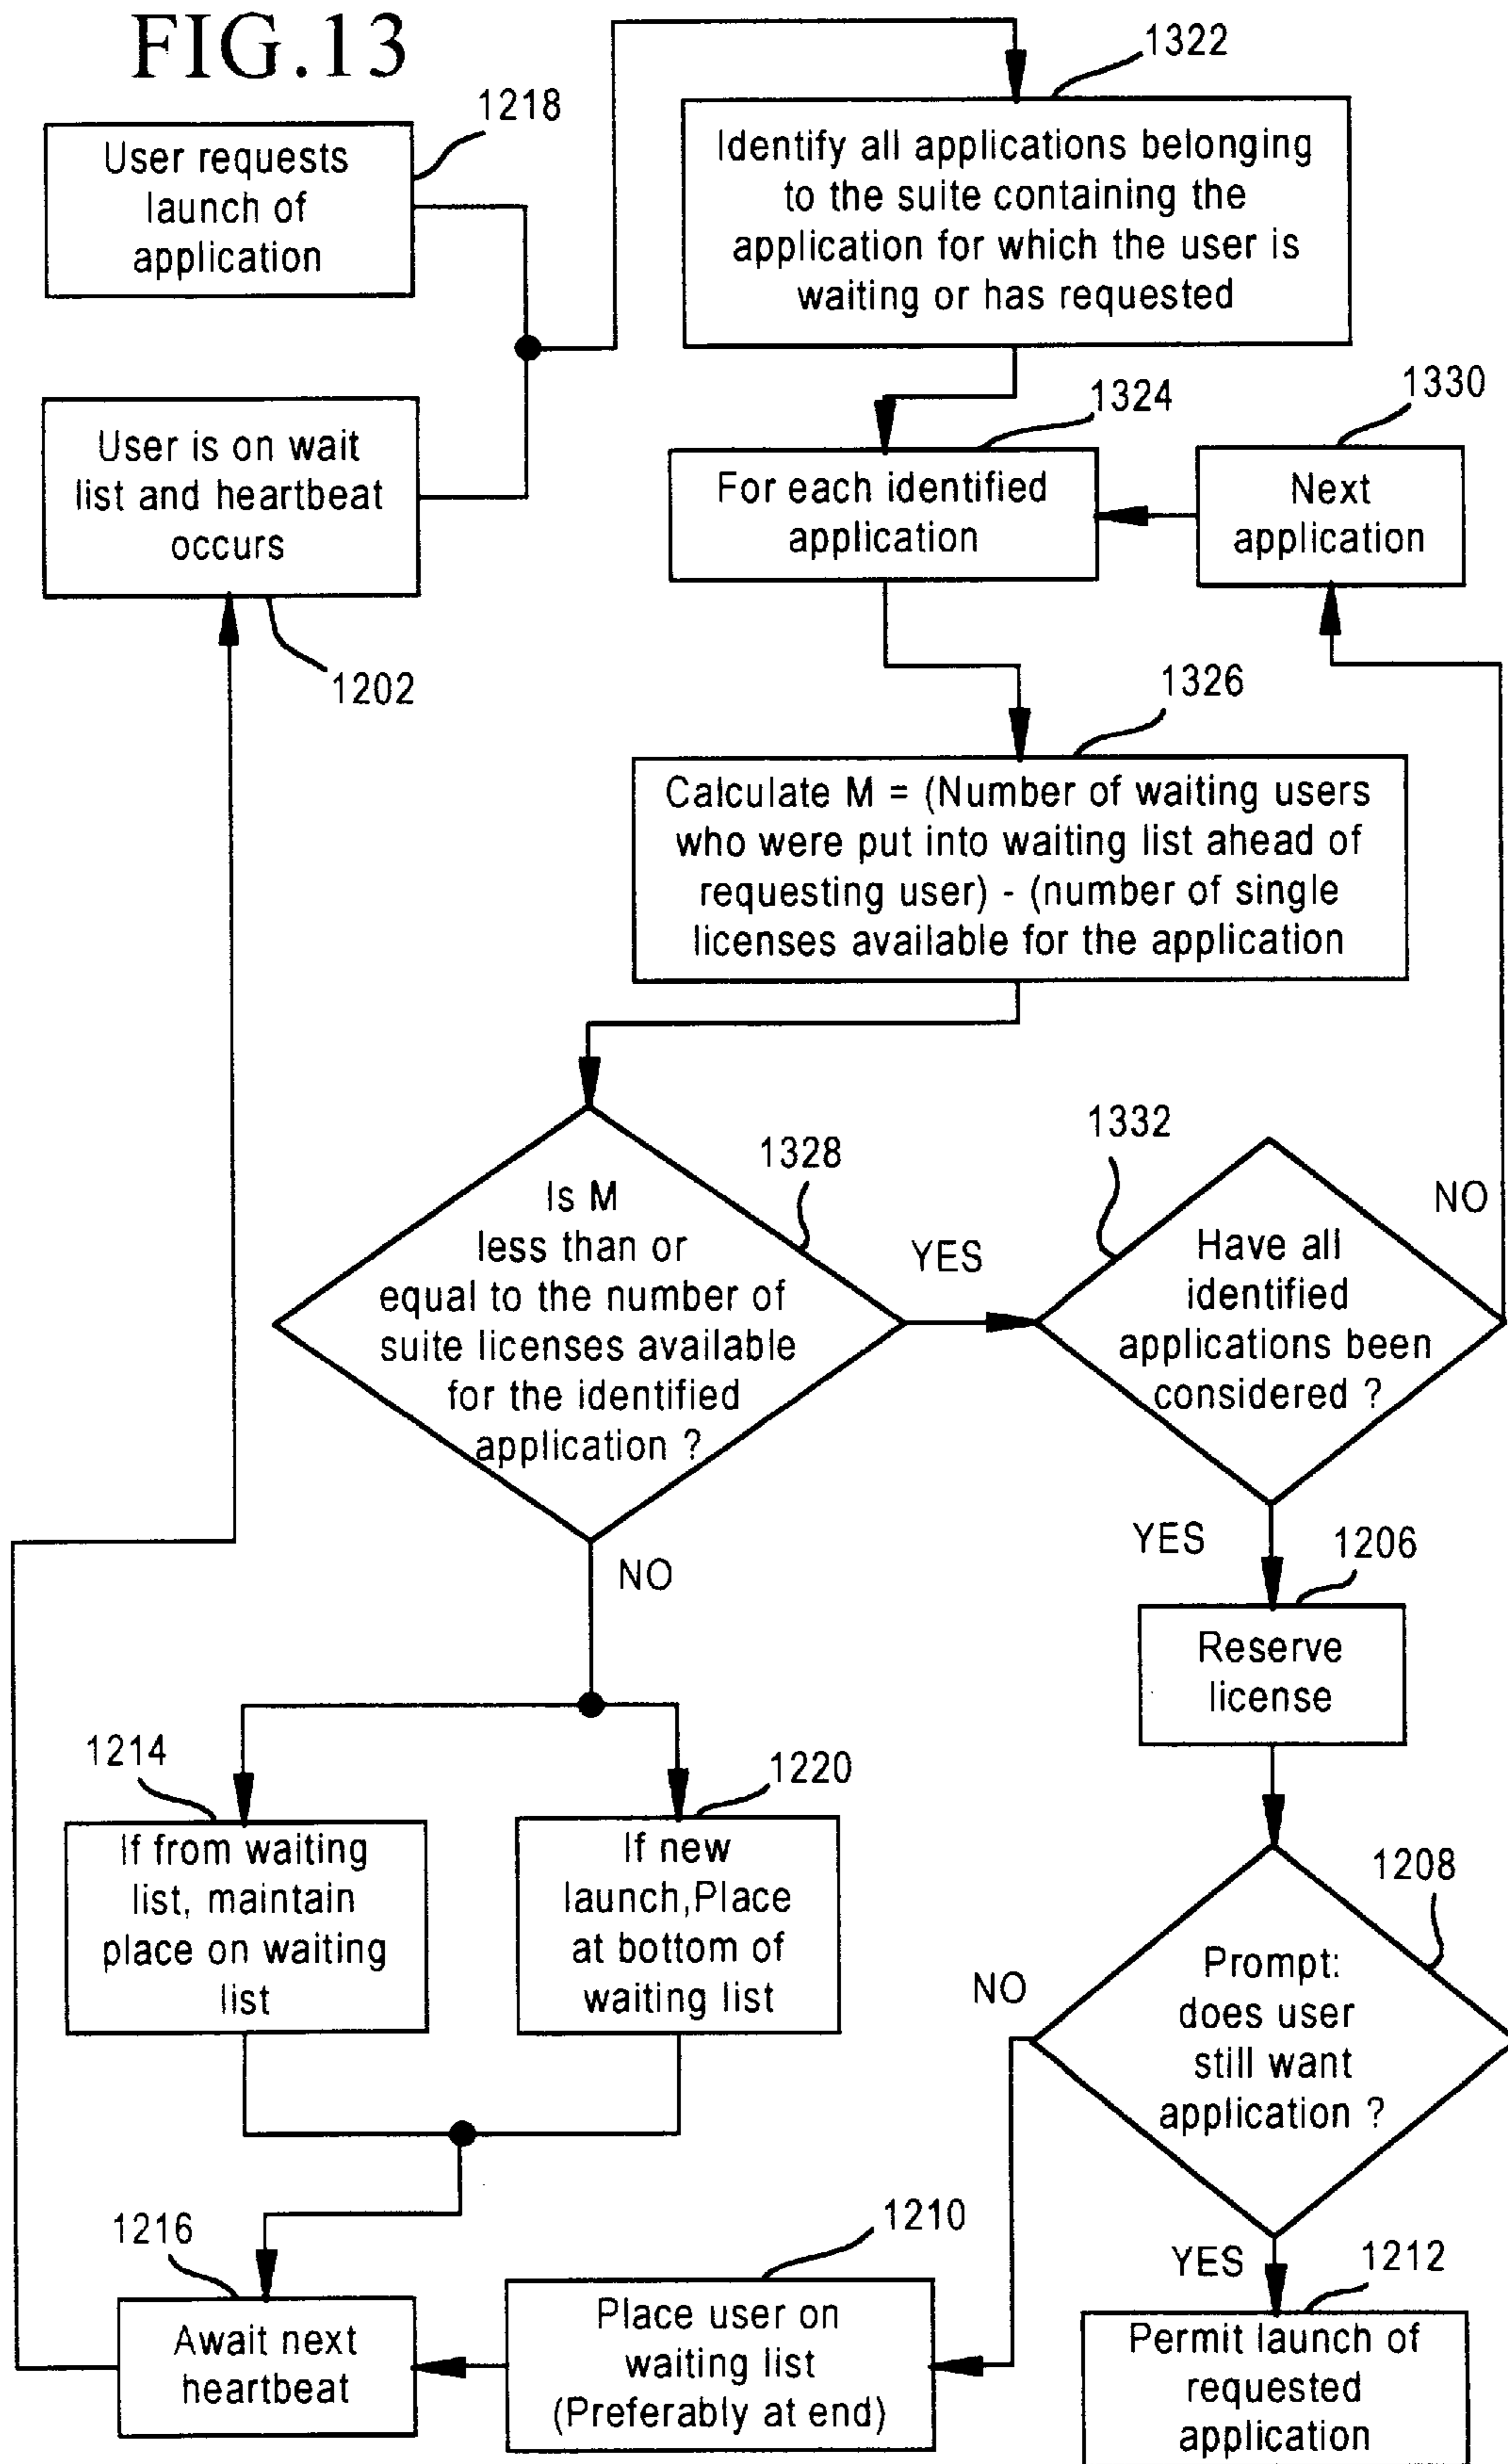 FIG.13
1218
User requests
launch of
application
1322
Identify all applications belonging
to the suite containing the
application for which the user is
waiting or has requested
User is on wait
list and heartbeat
occurs
1202
1324
For each identified
application
1330
Next
application
1326
Calculate M = (Number of waiting users
who were put into waiting list ahead of
requesting user) - (number of single
licenses available for the application
1328
Is M
less than or
equal to the number of
suite licenses available
for the identified
application ?
YES
NO
1332
Have all
identified
applications been
considered ?
NO
YES
1206
Reserve
license
1214
If from waiting
list, maintain
place on waiting
list
1220
If new
launch,Place
at bottom of
waiting list
1208
Prompt:
does user
still want
application ?
NO
YES
1216
Await next
heartbeat
1210
Place user on
waiting list
(Preferably at end)
1212
Permit launch of
requested
application